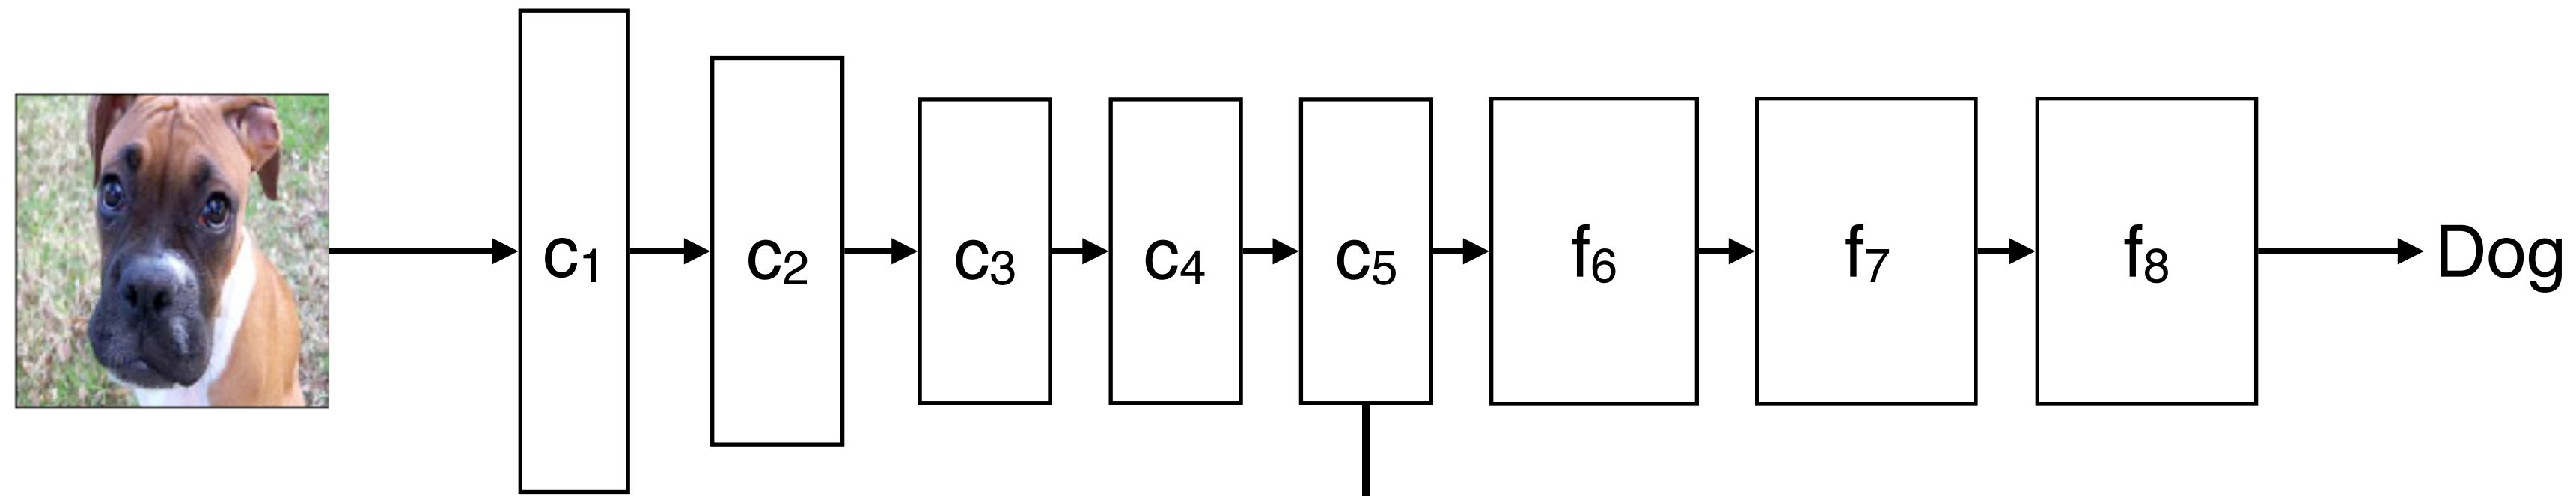 c₁ c₂ c₃ c₄ c₅ f₆ f₇ f₈ Dog